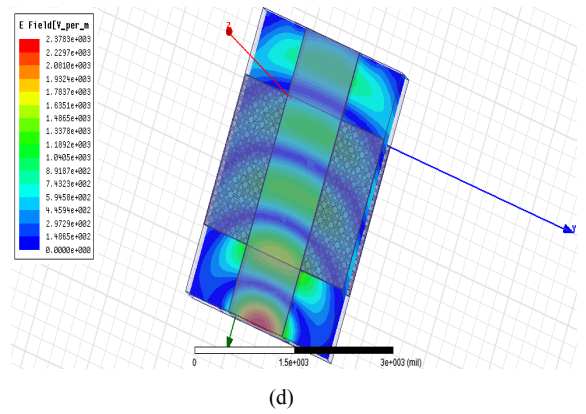 E Field[V_per_m
2.3783e+003
2.2297e+003
2.0810e+003
1.9324e+003
1.7837e+003
1.6351e+003
1.4865e+003
1.3378e+003
1.1892e+003
1.0405e+003
8.9187e+002
7.4323e+002
5.9458e+002
4.4594e+002
2.9729e+002
1.4865e+002
0.0000e+000
Z
Y
0 1.5e+003 3e+003 (mil)
(d)